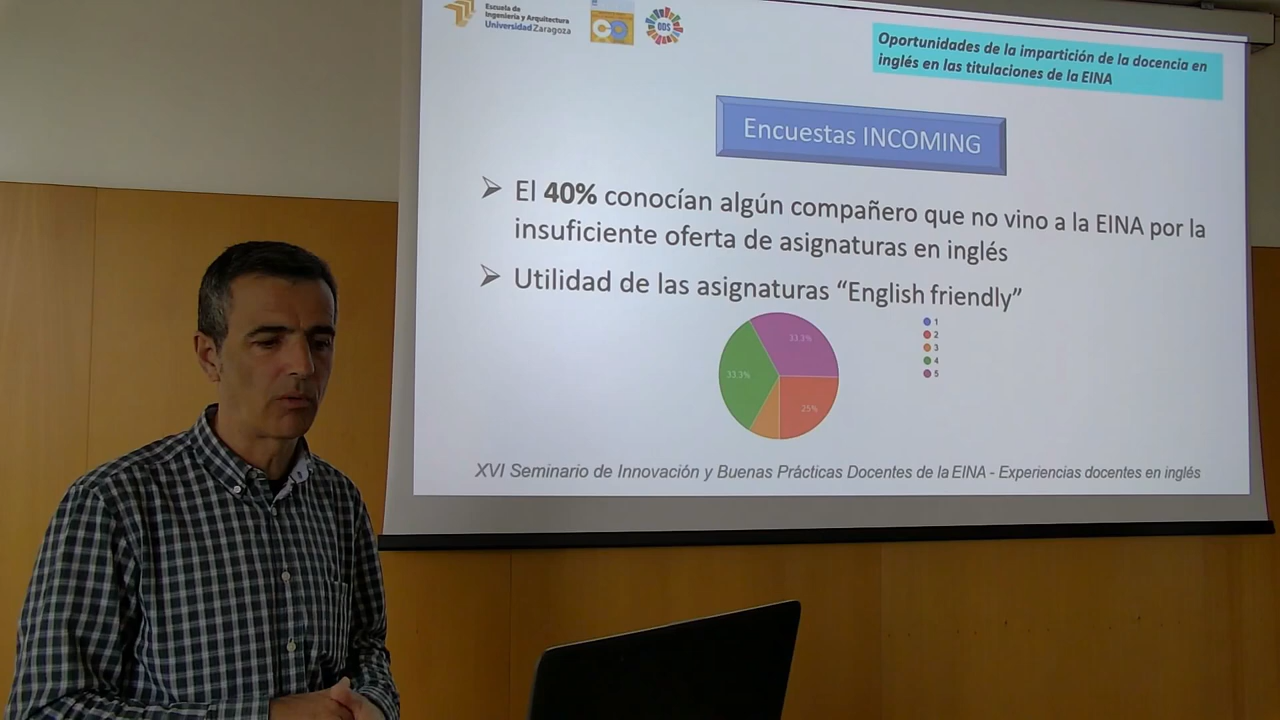 Escuela de
Ingeniería y Arquitectura
Universidad Zaragoza
ODS
Oportunidades de la impartición de la docencia en
inglés en las titulaciones de la EINA
Encuestas INCOMING
El 40% conocían algún compañero que no vino a la EINA por la
insuficiente oferta de asignaturas en inglés
Utilidad de las asignaturas “English friendly”
33.3%
33.3%
25%
1
2
3
4
5
XVI Seminario de Innovación y Buenas Prácticas Docentes de la EINA - Experiencias docentes en inglés